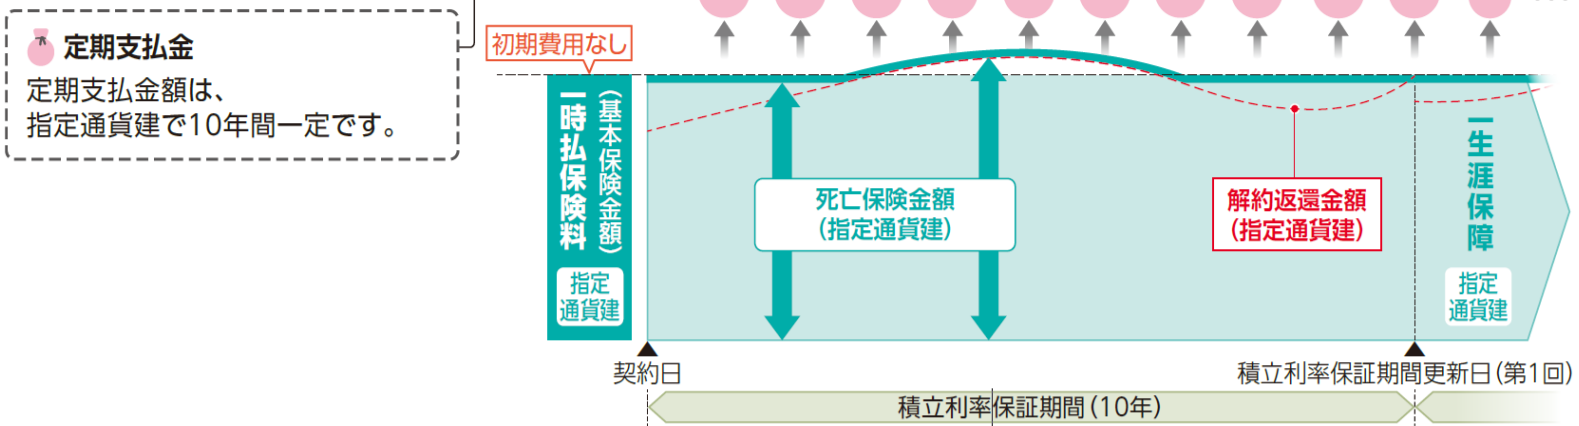 定期支払金
定期支払金額は、
指定通貨建で10年間一定です。
初期費用なし
一時払保険料
(基本保険金額)
指定
通貨建
死亡保険金額
(指定通貨建)
解約返還金額
(指定通貨建)
一生涯保障
指定
通貨建
契約日
積立利率保証期間更新日(第1回)
積立利率保証期間(10年)